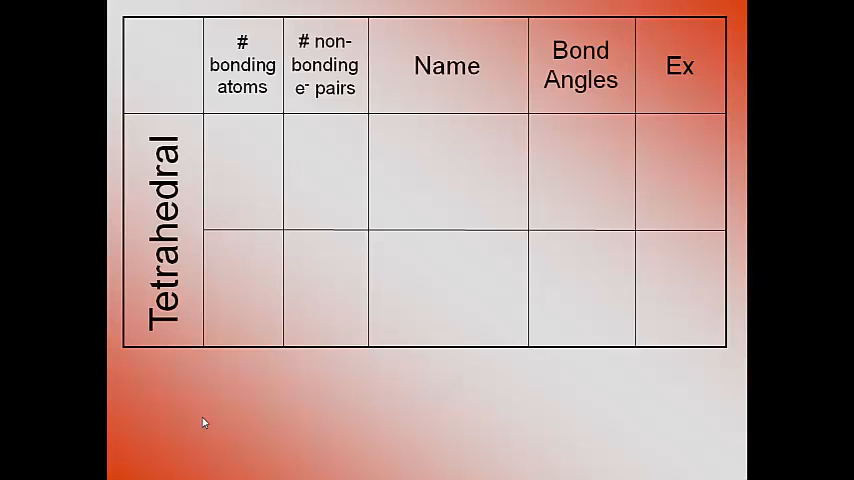 #
bonding
atoms
# non-
bonding
e- pairs
Name
Bond
Angles
Ex
Tetrahedral